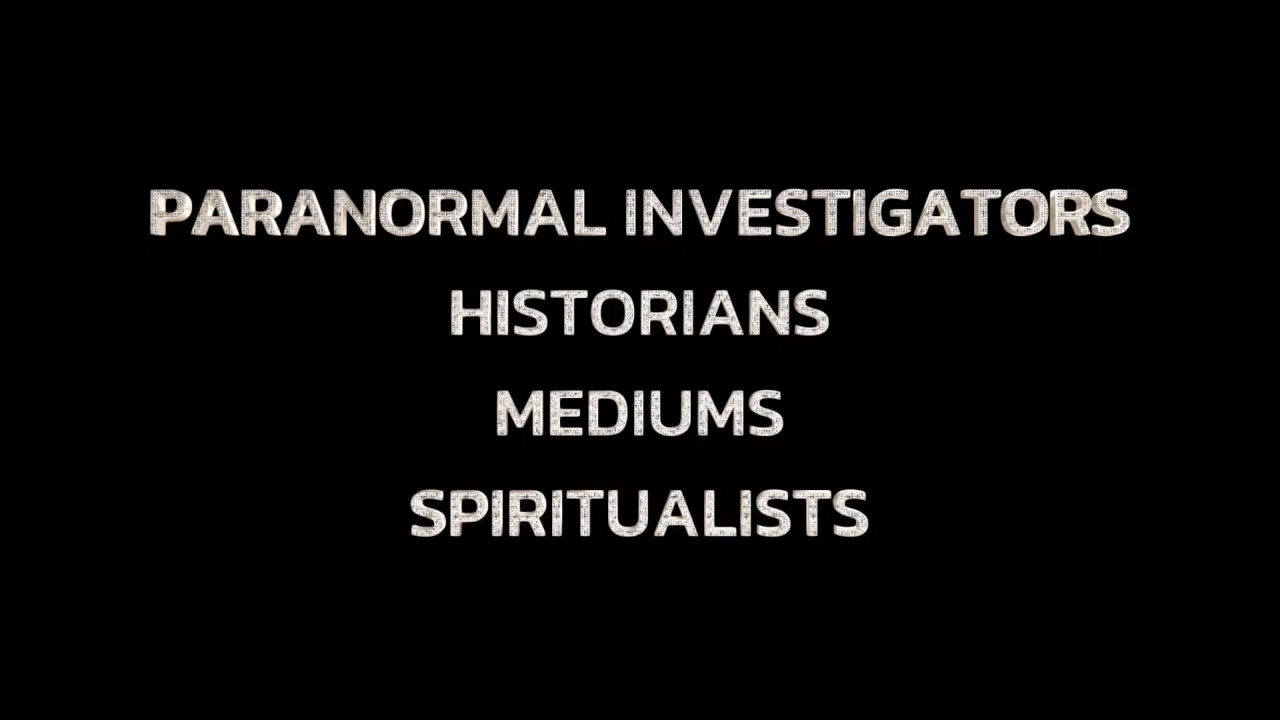 PARANORMAL INVESTIGATORS
HISTORIANS
MEDIUMS
SPIRITUALISTS